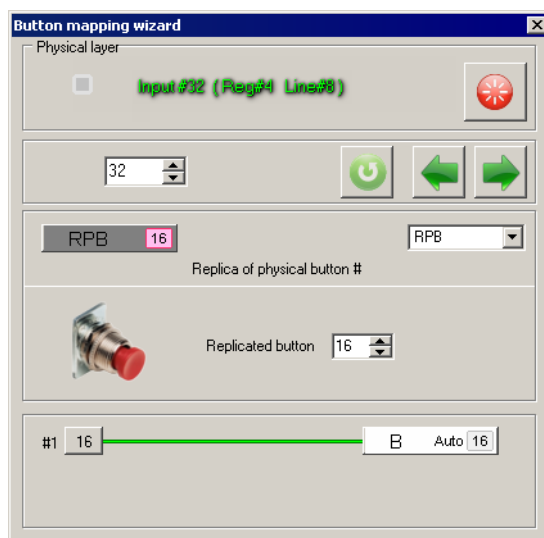 Button mapping wizard
Physical layer
Input #32 (Reg#4 Line#8)
32
RPB 16 RPB
Replica of physical button #
Replicated button 16
#1 16 B Auto 16